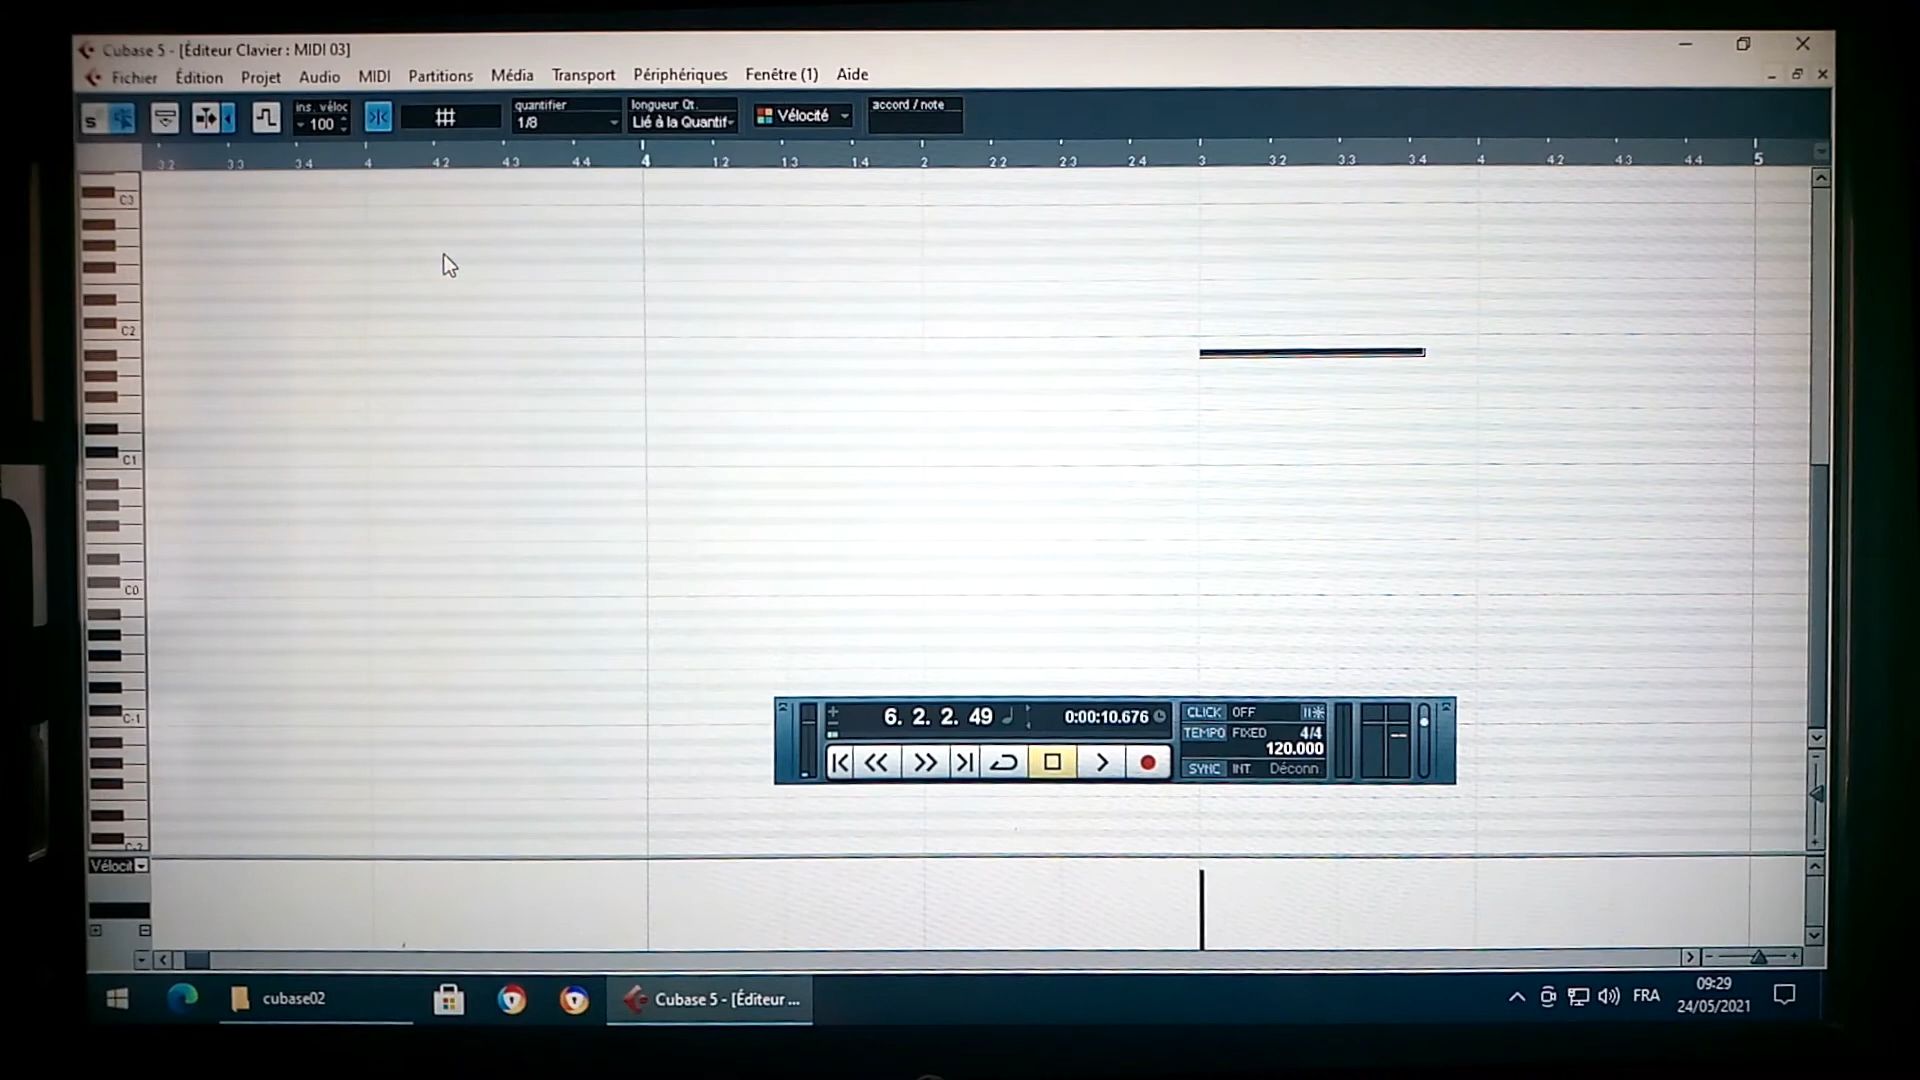 Cubase 5 - [Éditeur Clavier : MIDI 03]
Fichier Édition Projet Audio MIDI Partitions Média Transport Périphériques Fenêtre (1) Aide
ins. véloc quantifier longueur Qt. accord / note
S 100 1/8 Lié à la Quantif Vélocité
3.2 3.3 3.4 4 4.2 4.3 4.4 4 1.2 1.3 1.4 2 2.2 2.3 2.4 3 3.2 3.3 3.4 4 4.2 4.3 4.4 5
C3
C2
C1
C0
C-1
C-2
6. 2. 2. 49 0:00:10.676 CLICK OFF
TEMPO FIXED 4/4
120.000
SYNC INT. Déconn.
Vélocit
cubase02 Cubase 5 - [Éditeur ... FRA 09:29
24/05/2021